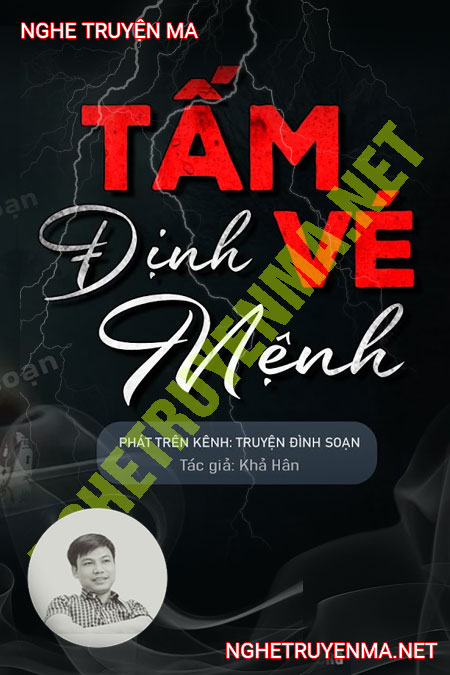 NGHE TRUYỆN MA
TẤM
Định VÉ
Mệnh
NGHETRUYENMA.NET
PHÁT TRÊN KÊNH: TRUYỆN ĐÌNH SOẠN
Tác giả: Khả Hân
NGHETRUYENMA.NET